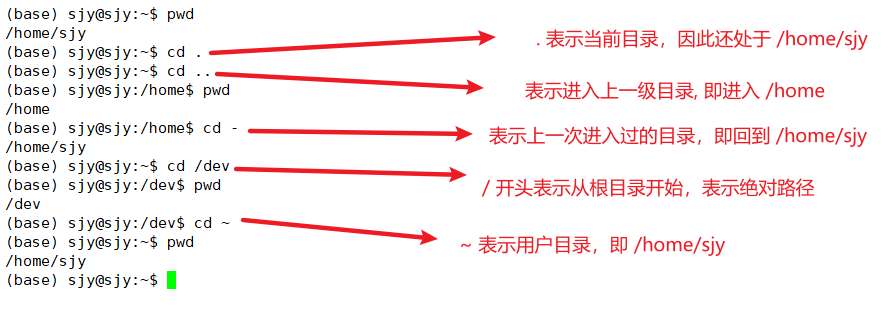 (base) sjy@sjy:~$ pwd
/home/sjy
(base) sjy@sjy:~$ cd .
. 表示当前目录，因此还处于 /home/sjy
(base) sjy@sjy:~$ cd ..
表示进入上一级目录, 即进入 /home
(base) sjy@sjy:/home$ pwd
/home
(base) sjy@sjy:/home$ cd -
表示上一次进入过的目录，即回到 /home/sjy
/home/sjy
(base) sjy@sjy:~$ cd /dev
/ 开头表示从根目录开始，表示绝对路径
(base) sjy@sjy:/dev$ pwd
/dev
(base) sjy@sjy:/dev$ cd ~
~ 表示用户目录，即 /home/sjy
(base) sjy@sjy:~$ pwd
/home/sjy
(base) sjy@sjy:~$